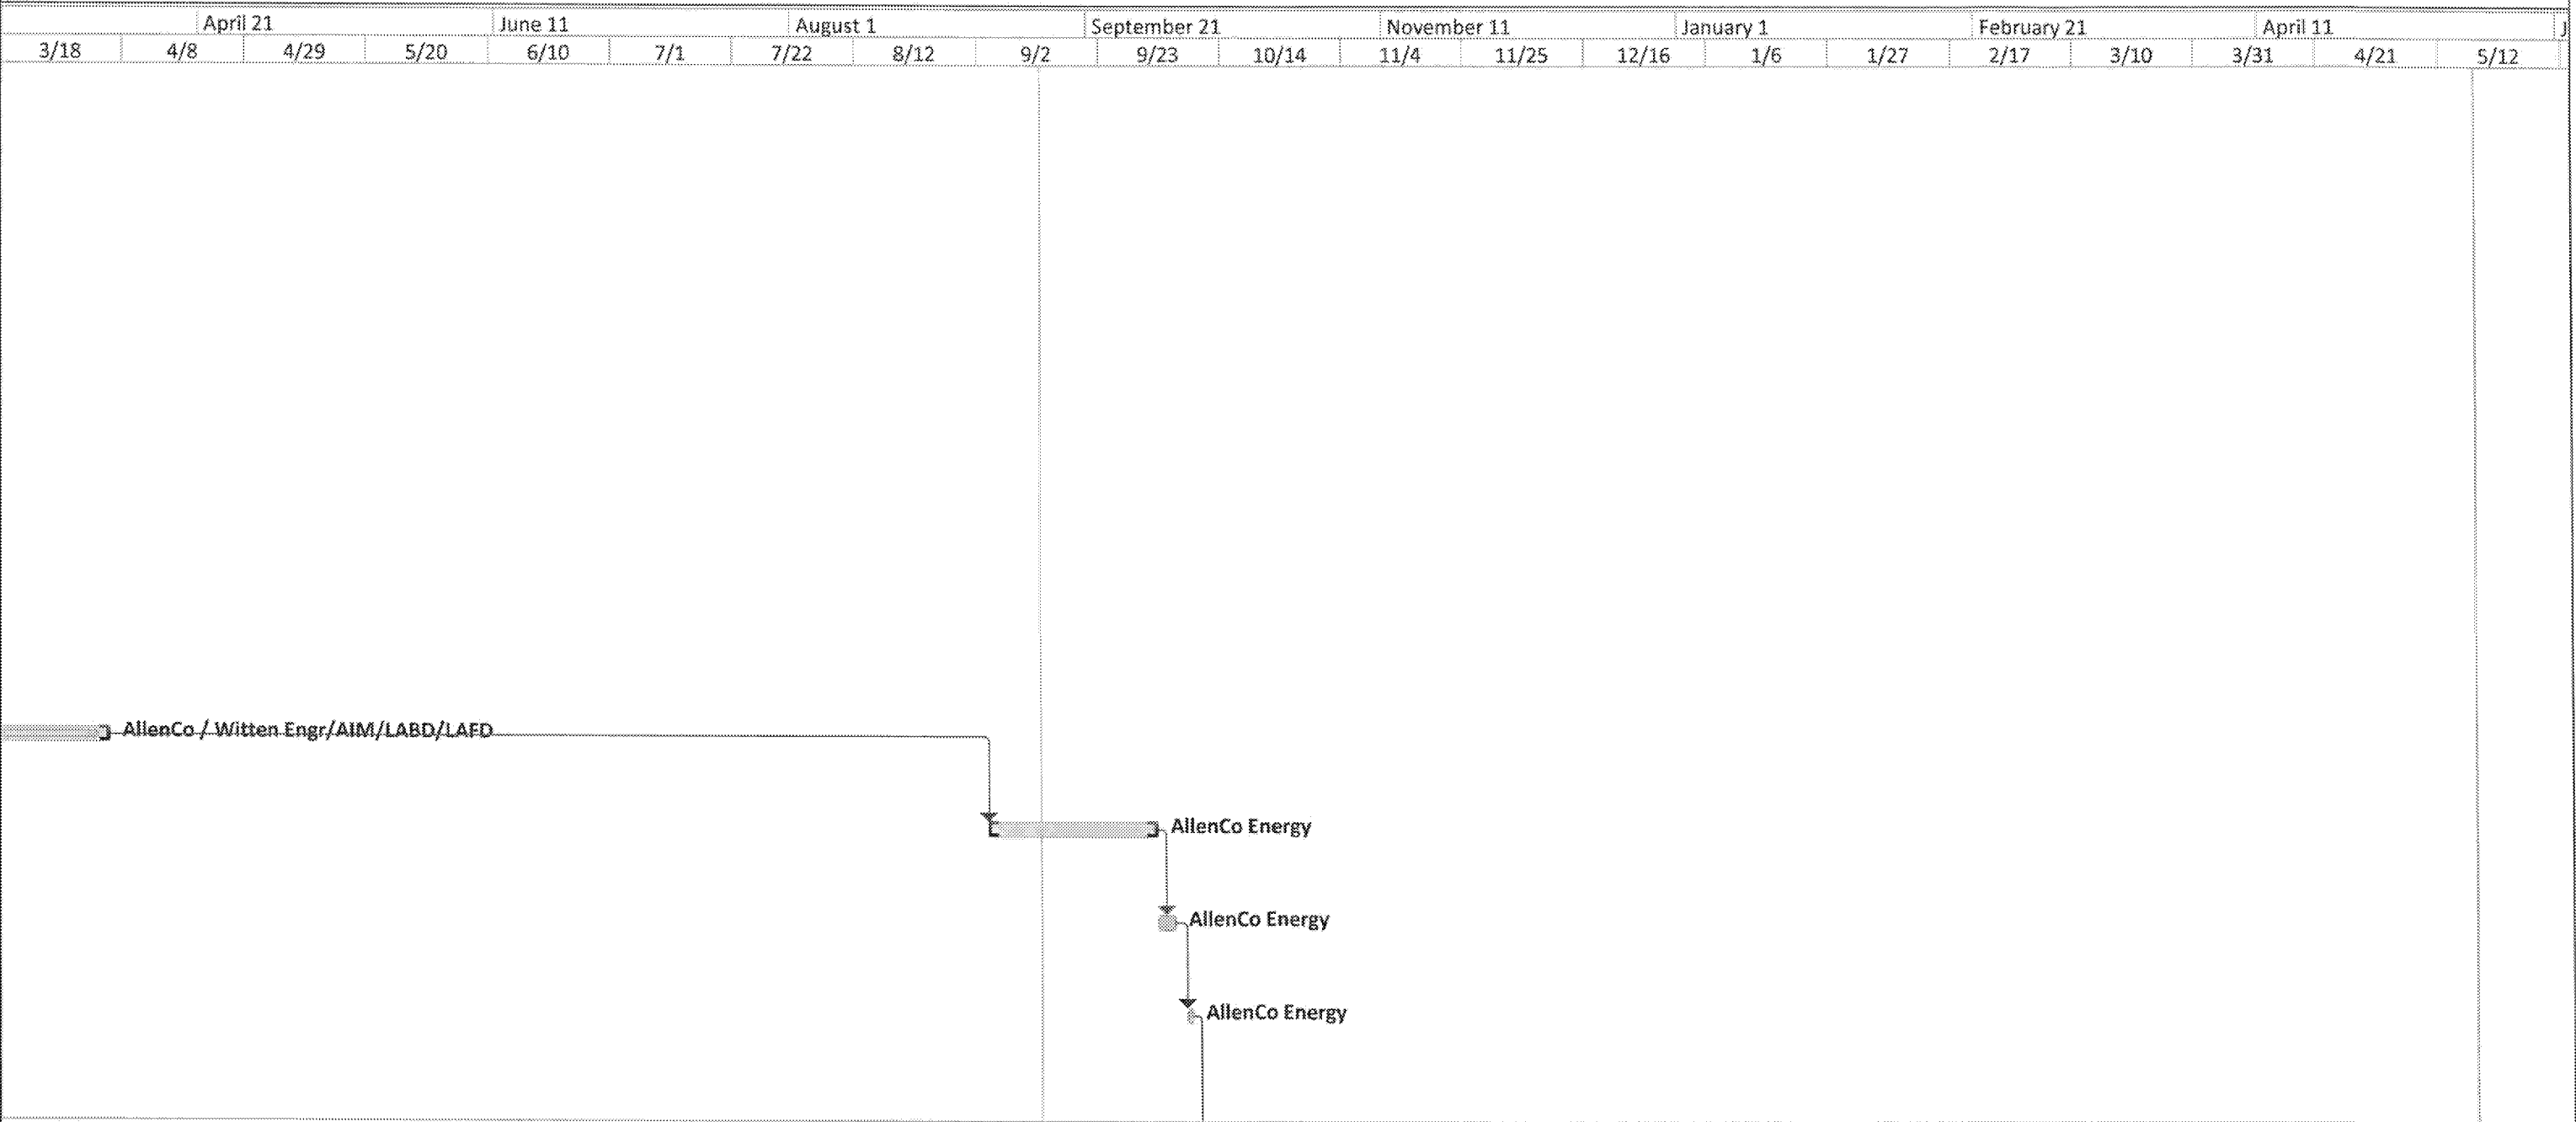 April 21 June 11 August 1 September 21 November 11 January 1 February 21 April 11 J
3/18 4/8 4/29 5/20 6/10 7/1 7/22 8/12 9/2 9/23 10/14 11/4 11/25 12/16 1/6 1/27 2/17 3/10 3/31 4/21 5/12
AllenCo / Witten Engr/AIM/LABD/LAFD
AllenCo Energy
AllenCo Energy
AllenCo Energy